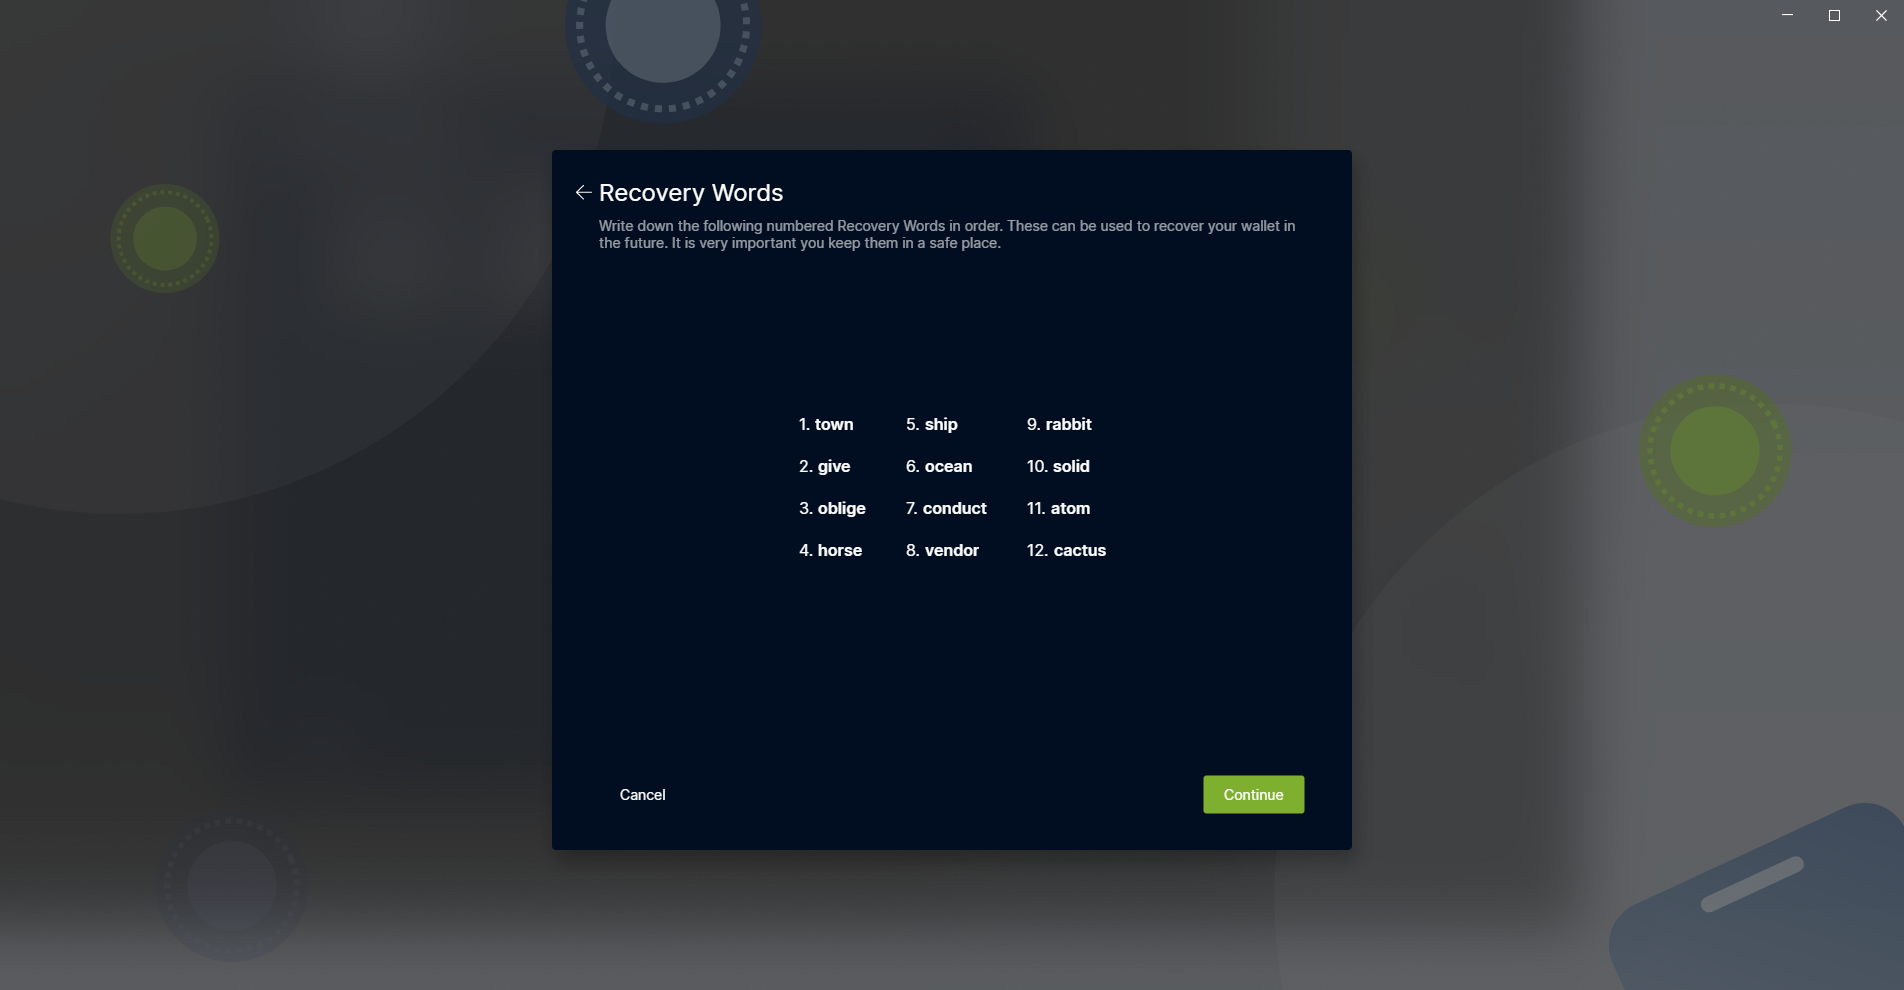 Recovery Words
Write down the following numbered Recovery Words in order. These can be used to recover your wallet in
the future. It is very important you keep them in a safe place.
1. town
2. give
3. oblige
4. horse
5. ship
6. ocean
7. conduct
8. vendor
9. rabbit
10. solid
11. atom
12. cactus
Cancel
Continue